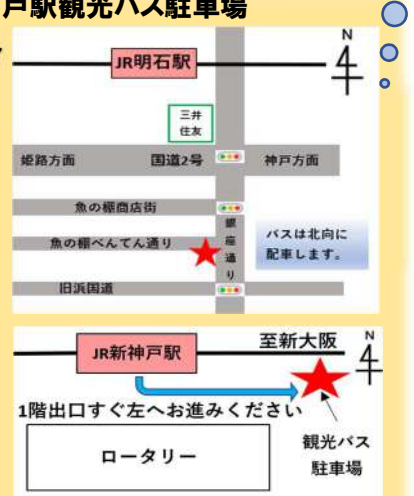 戸駅観光バス駐車場
N
JR明石駅
三井
住友
姫路方面
国道2号
神戸方面
魚の棚商店街
銀座通り
魚の棚べんてん通り
バスは北向に
配車します。
旧浜国道
N
JR新神戸駅
至新大阪
1階出口すぐ左へお進みください
ロータリー
観光バス
駐車場